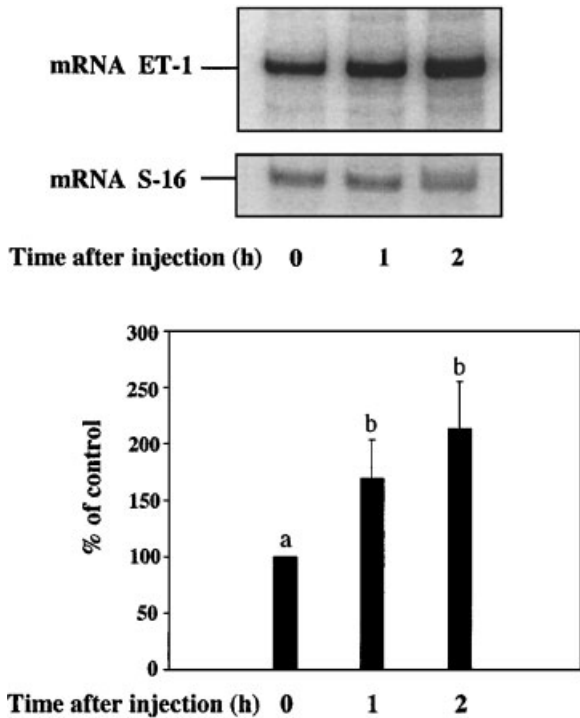 mRNA ET-1
mRNA S-16
Time after injection (h) 0 1 2
300
250
200
150
100
50
0
% of control
a
b
b
Time after injection (h) 0 1 2